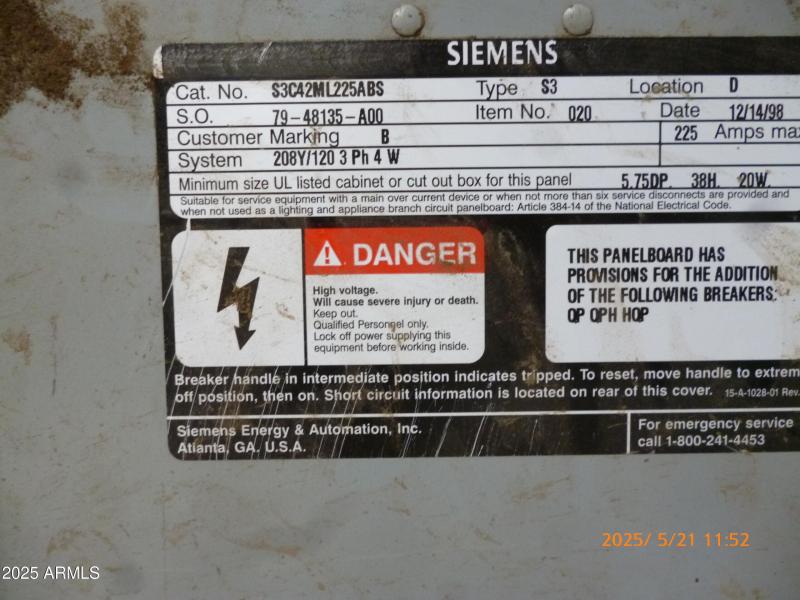 SIEMENS
Cat. No. S3C42ML225ABS Type S3 Location D
S.O. 79-48135-A00 Item No. 020 Date 12/14/98
Customer Marking B 225 Amps max
System 208Y/120 3 Ph 4 W
Minimum size UL listed cabinet or cut out box for this panel 5.75DP. 38H. 20W.
Suitable for service equipment with a main over current device or when not more than six service disconnects are provided and
when not used as a lighting and appliance branch circuit panelboard: Article 384-14 of the National Electrical Code.
DANGER
High voltage.
Will cause severe injury or death.
Keep out.
Qualified Personnel only.
Lock off power supplying this
equipment before working inside.
THIS PANELBOARD HAS
PROVISIONS FOR THE ADDITION
OF THE FOLLOWING BREAKERS:
QP QPH HQP
Breaker handle in intermediate position indicates tripped. To reset, move handle to extrem
off position, then on. Short circuit information is located on rear of this cover. 15-A-1028-01 Rev.
Siemens Energy & Automation, Inc.
Atlanta, GA. U.S.A.
For emergency service
call 1-800-241-4453
2025/ 5/21 11:52
2025 ARMLS